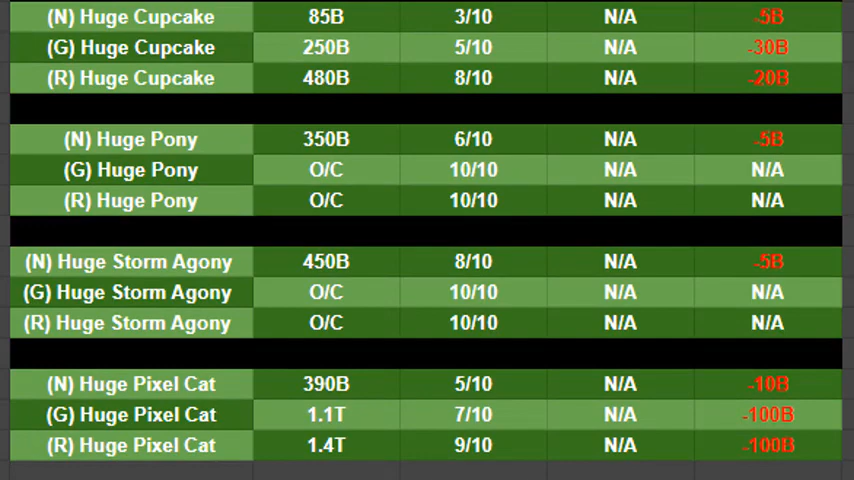 (N) Huge Cupcake 85B 3/10 N/A -5B
(G) Huge Cupcake 250B 5/10 N/A -30B
(R) Huge Cupcake 480B 8/10 N/A -20B
(N) Huge Pony 350B 6/10 N/A -5B
(G) Huge Pony O/C 10/10 N/A N/A
(R) Huge Pony O/C 10/10 N/A N/A
(N) Huge Storm Agony 450B 8/10 N/A -5B
(G) Huge Storm Agony O/C 10/10 N/A N/A
(R) Huge Storm Agony O/C 10/10 N/A N/A
(N) Huge Pixel Cat 390B 5/10 N/A -10B
(G) Huge Pixel Cat 1.1T 7/10 N/A -100B
(R) Huge Pixel Cat 1.4T 9/10 N/A -100B